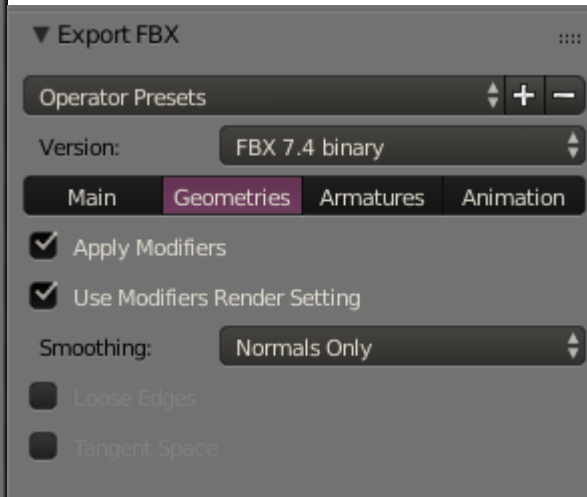 Export FBX
Operator Presets
Version: FBX 7.4 binary
Main Geometries Armatures Animation
Apply Modifiers
Use Modifiers Render Setting
Smoothing: Normals Only
Loose Edges
Tangent Space